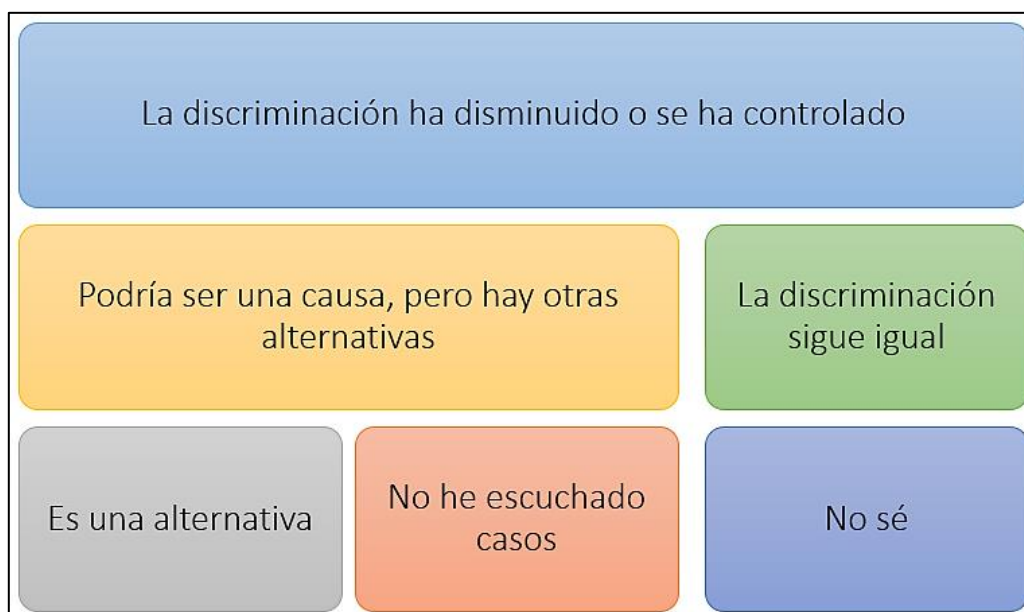 La discriminación ha disminuido o se ha controlado
Podría ser una causa, pero hay otras
alternativas
La discriminación
sigue igual
Es una alternativa
No he escuchado
casos
No sé